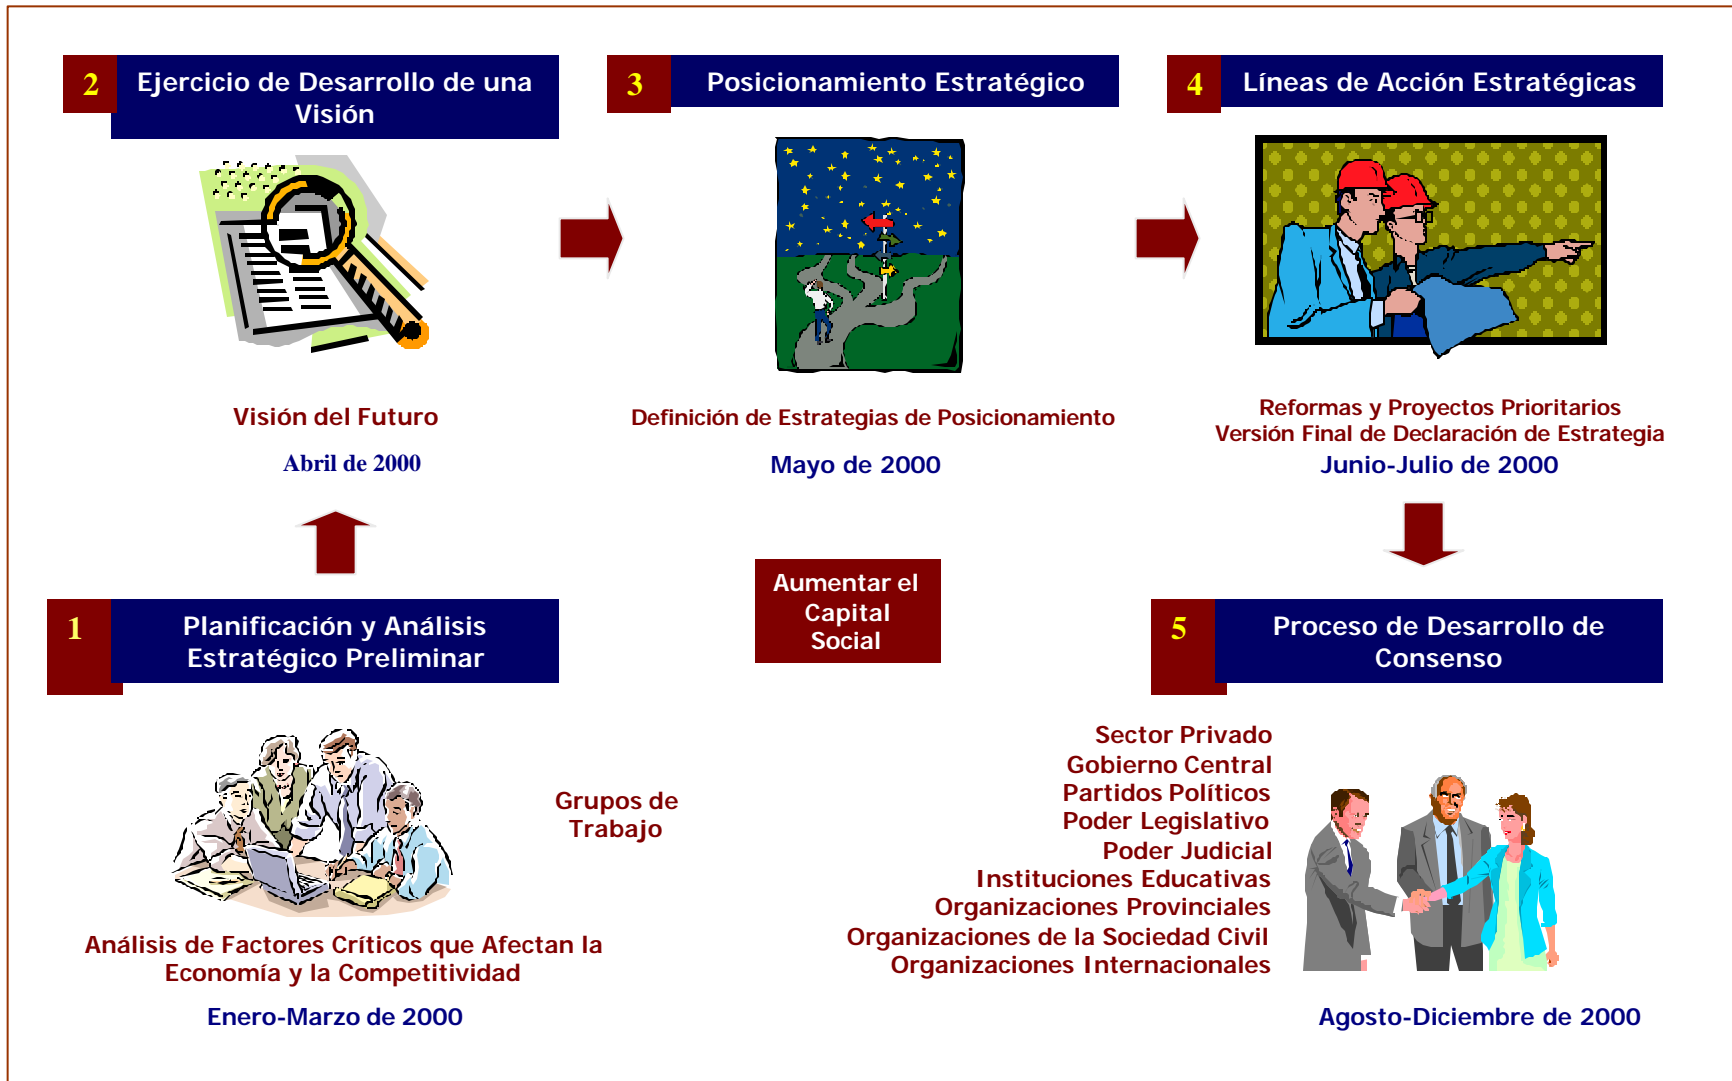 2
Ejercicio de Desarrollo de una
Visión
Visión del Futuro
Abril de 2000
3
Posicionamiento Estratégico
Definición de Estrategias de Posicionamiento
Mayo de 2000
4
Líneas de Acción Estratégicas
Reformas y Proyectos Prioritarios
Versión Final de Declaración de Estrategia
Junio-Julio de 2000
1
Planificación y Análisis
Estratégico Preliminar
Grupos de
Trabajo
Análisis de Factores Críticos que Afectan la
Economía y la Competitividad
Enero-Marzo de 2000
Aumentar el
Capital
Social
5
Proceso de Desarrollo de
Consenso
Sector Privado
Gobierno Central
Partidos Políticos
Poder Legislativo
Poder Judicial
Instituciones Educativas
Organizaciones Provinciales
Organizaciones de la Sociedad Civil
Organizaciones Internacionales
Agosto-Diciembre de 2000